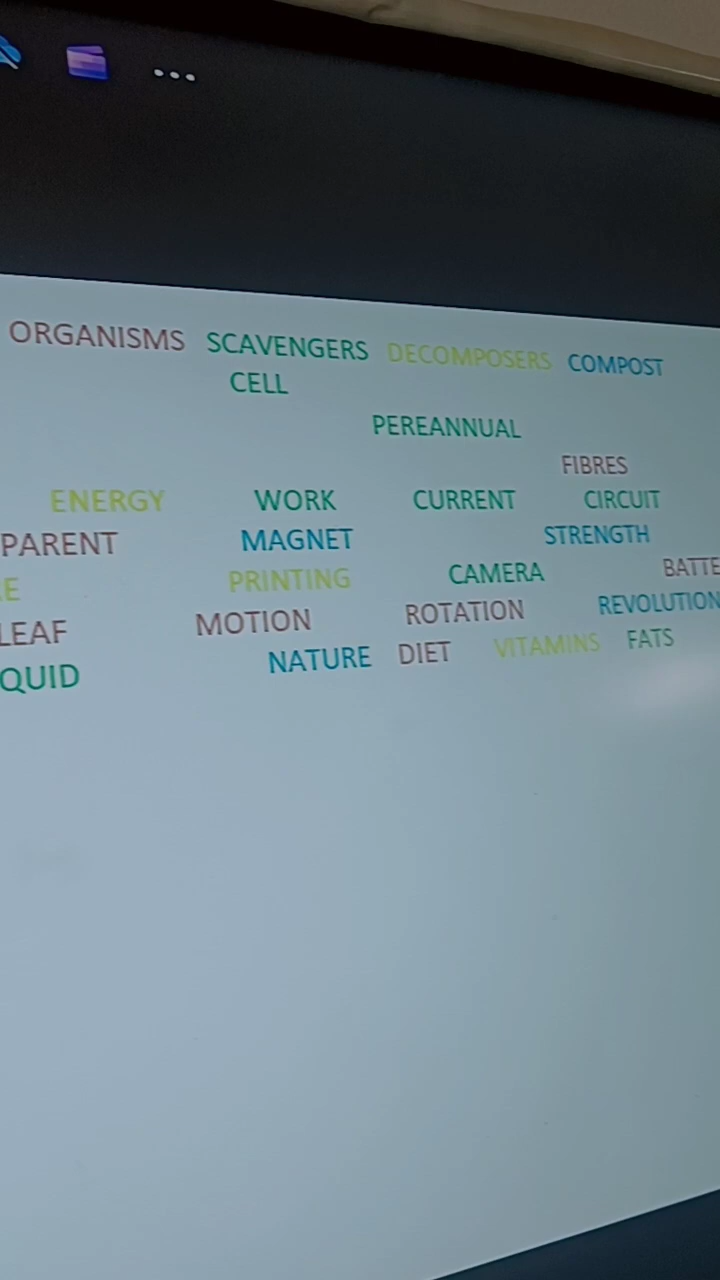 ORGANISMS SCAVENGERS DECOMPOSERS COMPOST
CELL
PEREANNUAL
FIBRES
ENERGY WORK CURRENT CIRCUIT
PARENT MAGNET STRENGTH
E PRINTING CAMERA BATTE
LEAF MOTION ROTATION REVOLUTION
QUID NATURE DIET VITAMINS FATS